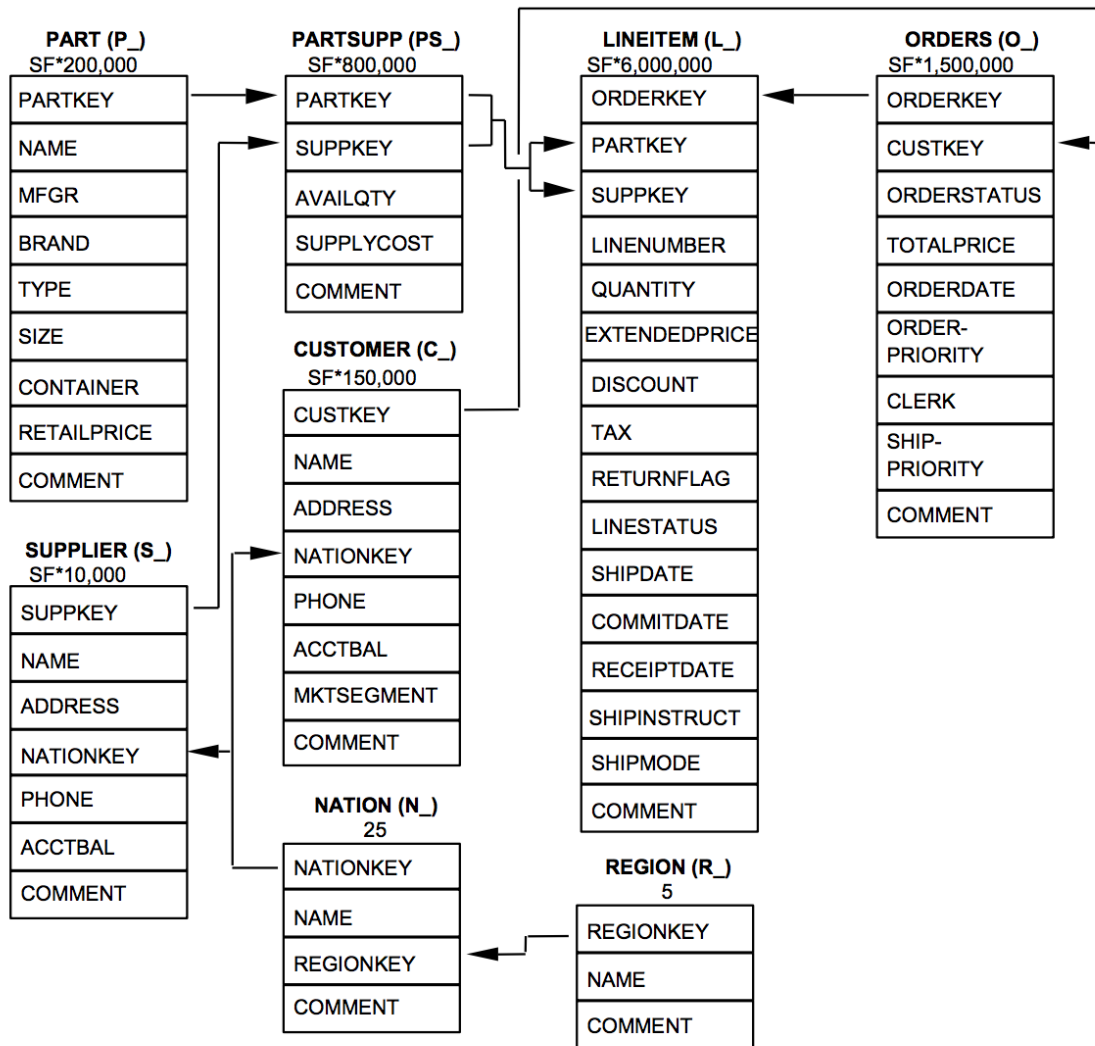 PART (P_)
SF*200,000
PARTKEY
NAME
MFGR
BRAND
TYPE
SIZE
CONTAINER
RETAILPRICE
COMMENT
SUPPLIER (S_)
SF*10,000
SUPPKEY
NAME
ADDRESS
NATIONKEY
PHONE
ACCTBAL
COMMENT
PARTSUPP (PS_)
SF*800,000
PARTKEY
SUPPKEY
AVAILQTY
SUPPLYCOST
COMMENT
CUSTOMER (C_)
SF*150,000
CUSTKEY
NAME
ADDRESS
NATIONKEY
PHONE
ACCTBAL
MKTSEGMENT
COMMENT
NATION (N_)
25
NATIONKEY
NAME
REGIONKEY
COMMENT
LINEITEM (L_)
SF*6,000,000
ORDERKEY
PARTKEY
SUPPKEY
LINENUMBER
QUANTITY
EXTENDEDPRICE
DISCOUNT
TAX
RETURNFLAG
LINESTATUS
SHIPDATE
COMMITDATE
RECEIPTDATE
SHIPINSTRUCT
SHIPMODE
COMMENT
REGION (R_)
5
REGIONKEY
NAME
COMMENT
ORDERS (O_)
SF*1,500,000
ORDERKEY
CUSTKEY
ORDERSTATUS
TOTALPRICE
ORDERDATE
ORDER-
PRIORITY
CLERK
SHIP-
PRIORITY
COMMENT